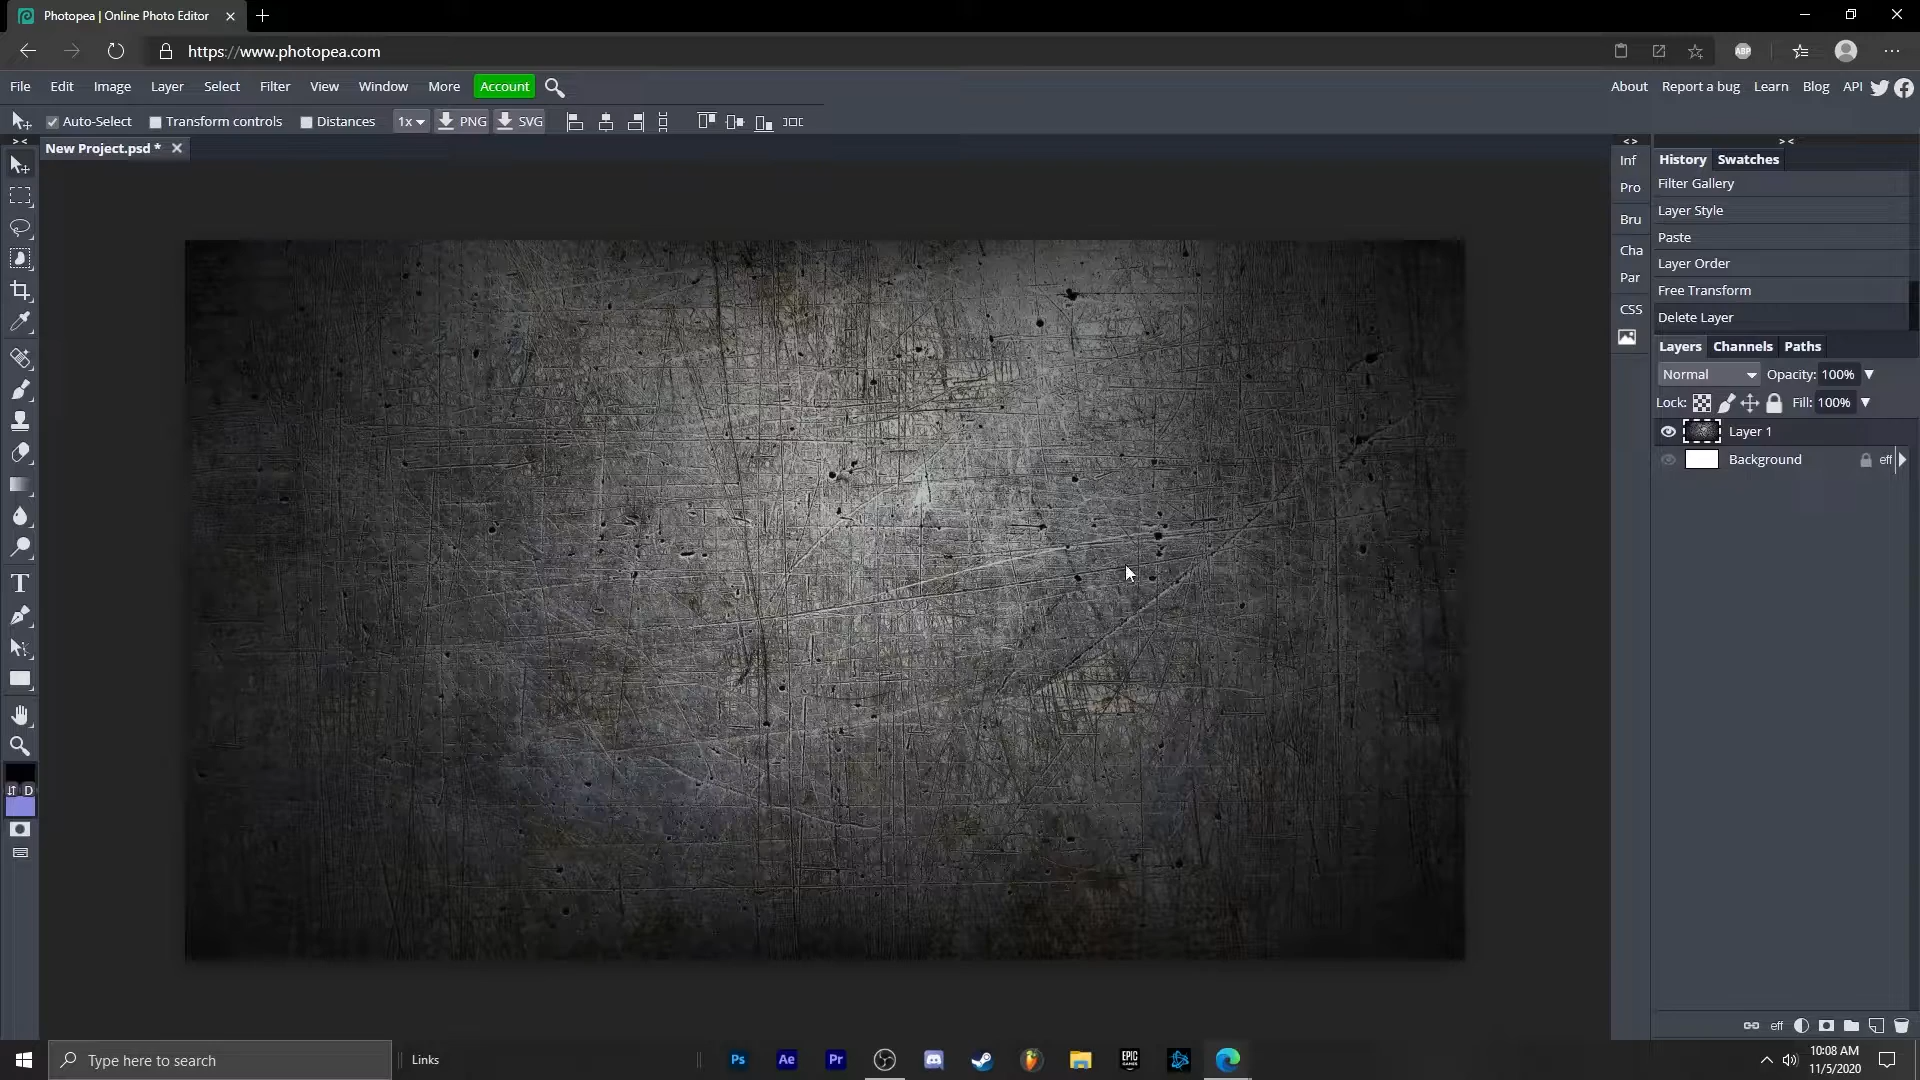 Photopea | Online Photo Editor
https://www.photopea.com
ABP
File Edit Image Layer Select Filter View Window More Account
About Report a bug Learn Blog API
Auto-Select Transform controls Distances 1x PNG SVG
New Project.psd *
Inf
Pro
Bru
Cha
Par
CSS
History Swatches
Filter Gallery
Layer Style
Paste
Layer Order
Free Transform
Delete Layer
Layers Channels Paths
Normal Opacity: 100%
Lock: Fill: 100%
Layer 1
Background eff
T
D
eff
Type here to search
Links
Ps Ae Pr
EPIC GAMES
10:08 AM
11/5/2020